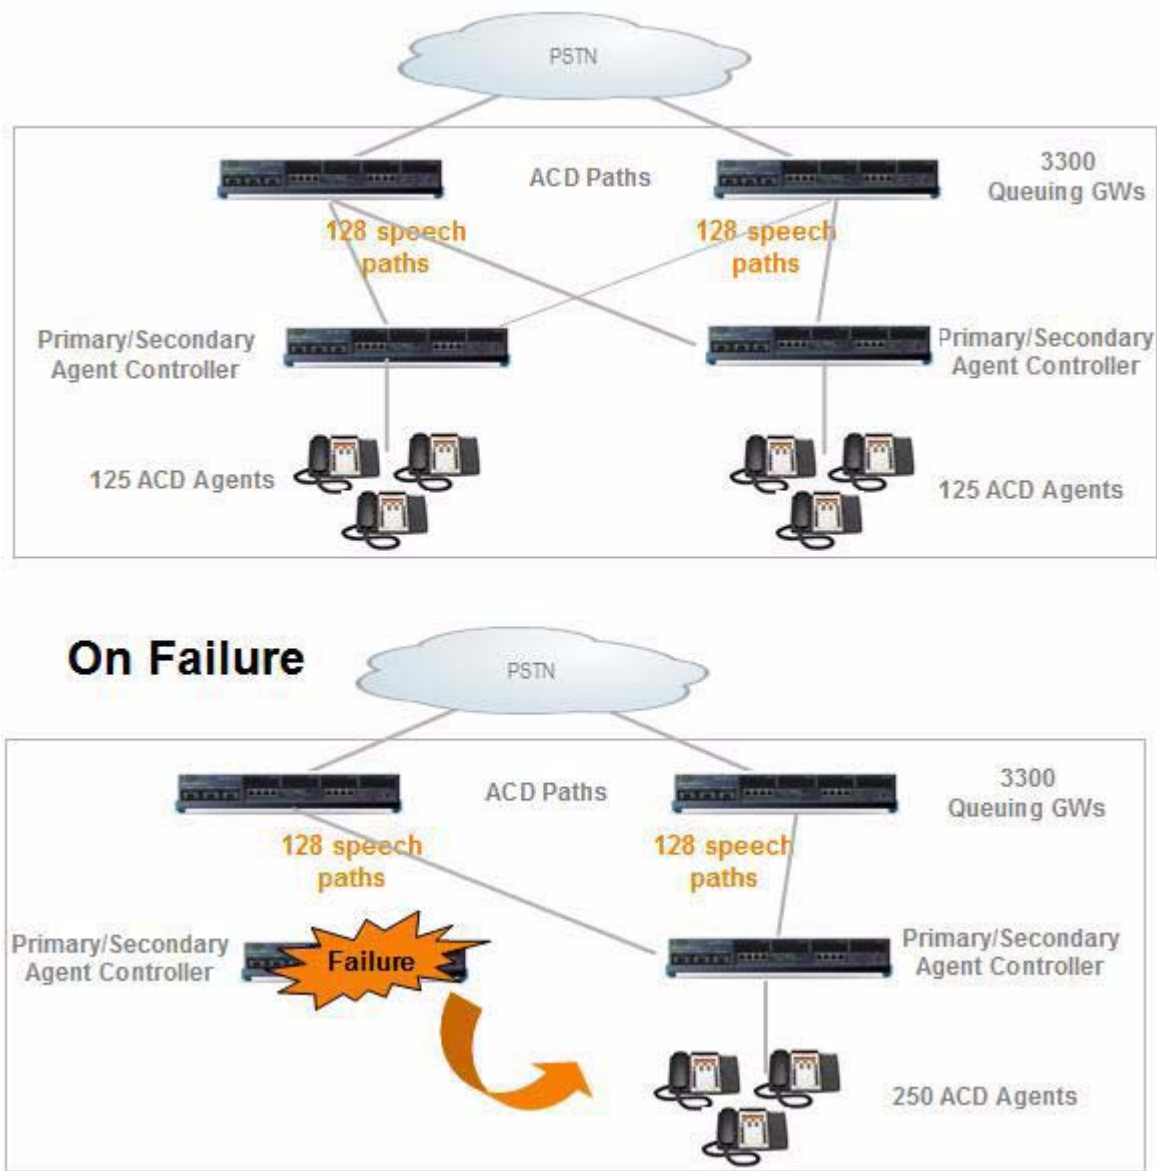 PSTN
ACD Paths
3300
Queuing GWs
128 speech
paths
128 speech
paths
Primary/Secondary
Agent Controller
Primary/Secondary
Agent Controller
125 ACD Agents
125 ACD Agents
On Failure
PSTN
ACD Paths
3300
Queuing GWs
128 speech
paths
128 speech
paths
Primary/Secondary
Agent Controller
Failure
Primary/Secondary
Agent Controller
250 ACD Agents